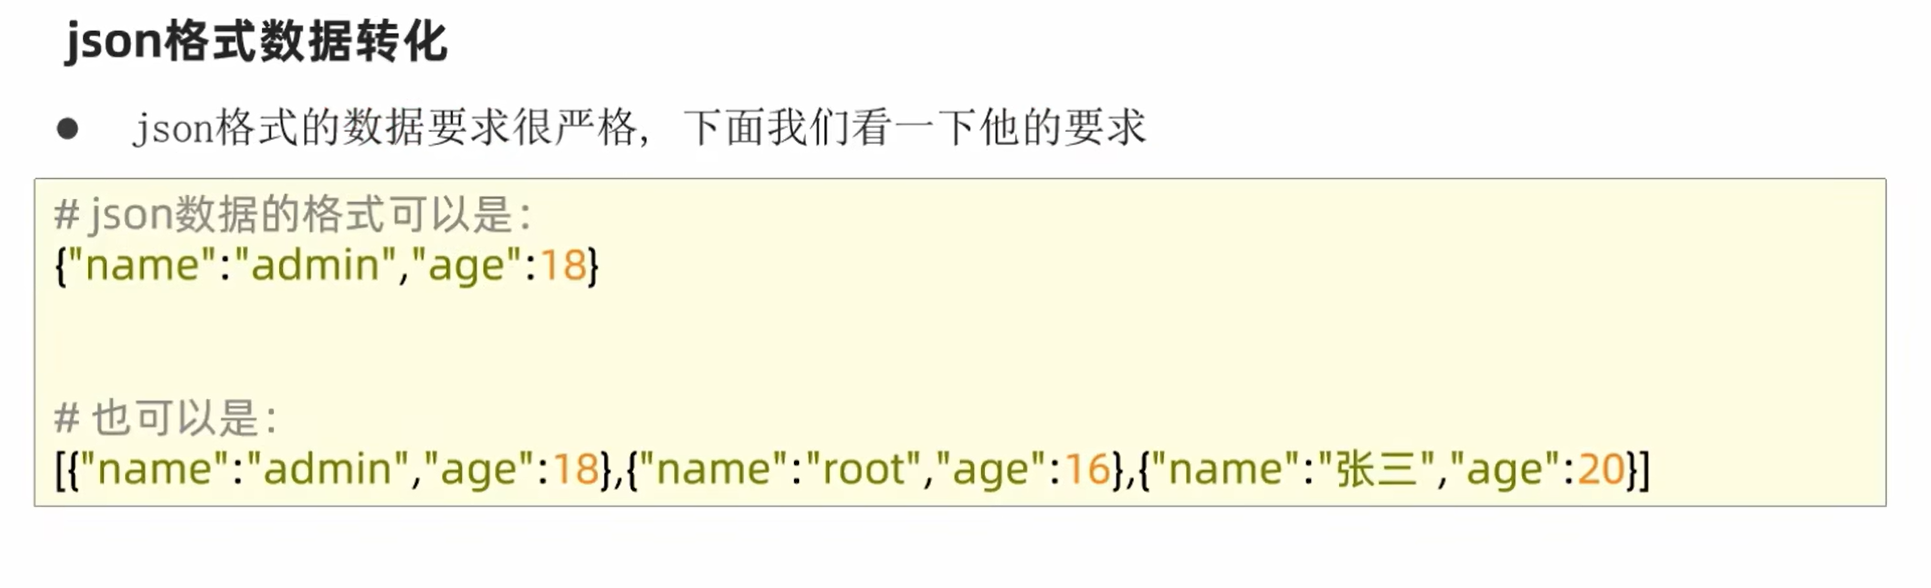 json格式数据转化
● json格式的数据要求很严格，下面我们看一下他的要求
# json数据的格式可以是：
{"name":"admin","age":18}
# 也可以是：
[{"name":"admin","age":18},{"name":"root","age":16},{"name":"张三","age":20}]